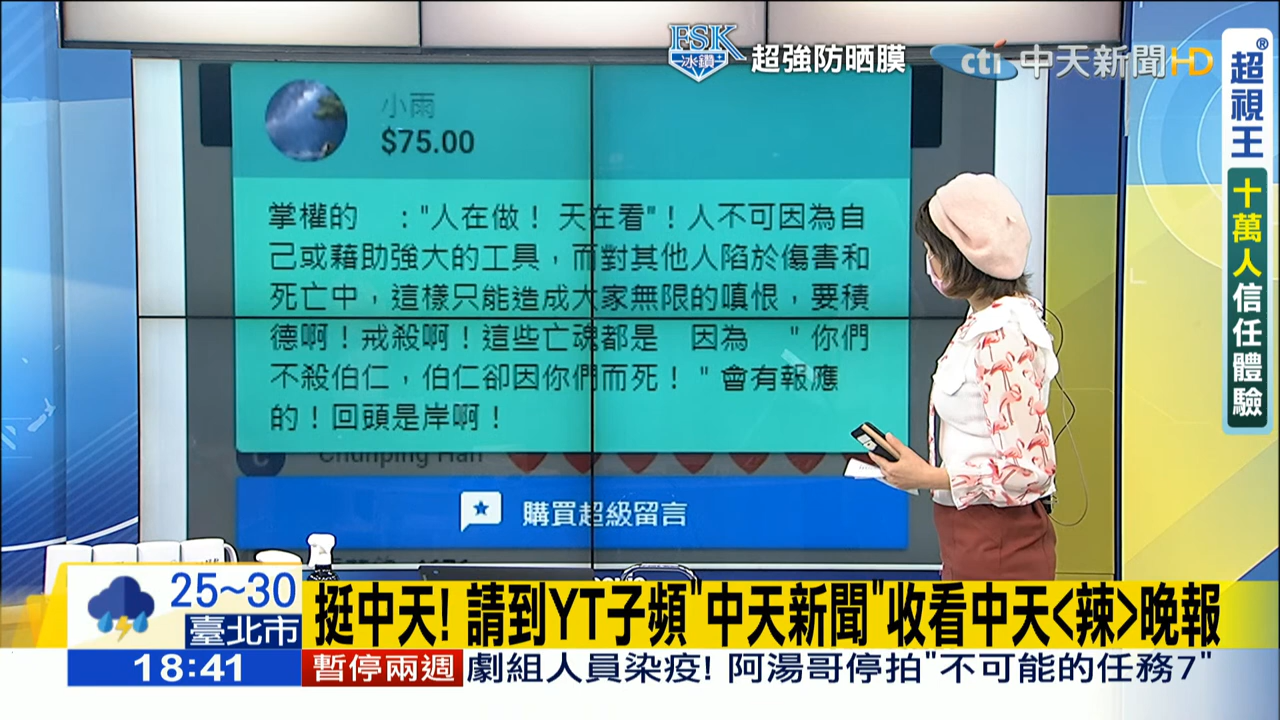 FSK
冰鑽
超強防晒膜
cti 中天新聞HD
超視王®
十萬人信任體驗
小雨
$75.00
掌權的 :"人在做! 天在看"!人不可因為自
己或藉助強大的工具,而對其他人陷於傷害和
死亡中,這樣只能造成大家無限的嗔恨,要積
德啊!戒殺啊!這些亡魂都是 因為 "你們
不殺伯仁,伯仁卻因你們而死!"會有報應
的!回頭是岸啊!
Chunping Han
購買超級留言
25~30
臺北市
18:41
挺中天! 請到YT子頻"中天新聞"收看中天<辣>晚報
暫停兩週 劇組人員染疫! 阿湯哥停拍"不可能的任務7"